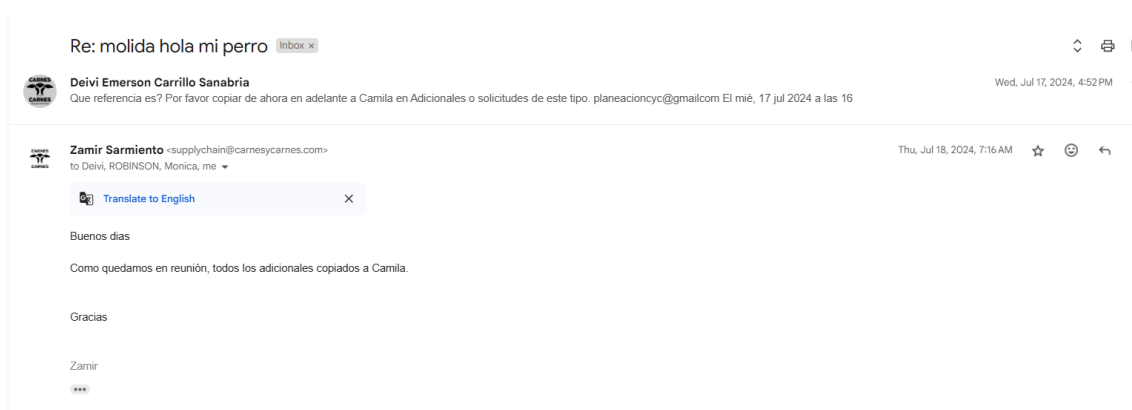 Re: molida hola mi perro Inbox ×
Deivi Emerson Carrillo Sanabria Wed, Jul 17, 2024, 4:52 PM
Que referencia es? Por favor copiar de ahora en adelante a Camila en Adicionales o solicitudes de este tipo. planeacioncyc@gmailcom El mié, 17 jul 2024 a las 16
Zamir Sarmiento <supplychain@carnesycarnes.com> Thu, Jul 18, 2024, 7:16 AM
to Deivi, ROBINSON, Monica, me
Translate to English
Buenos dias
Como quedamos en reunión, todos los adicionales copiados a Camila.
Gracias
Zamir